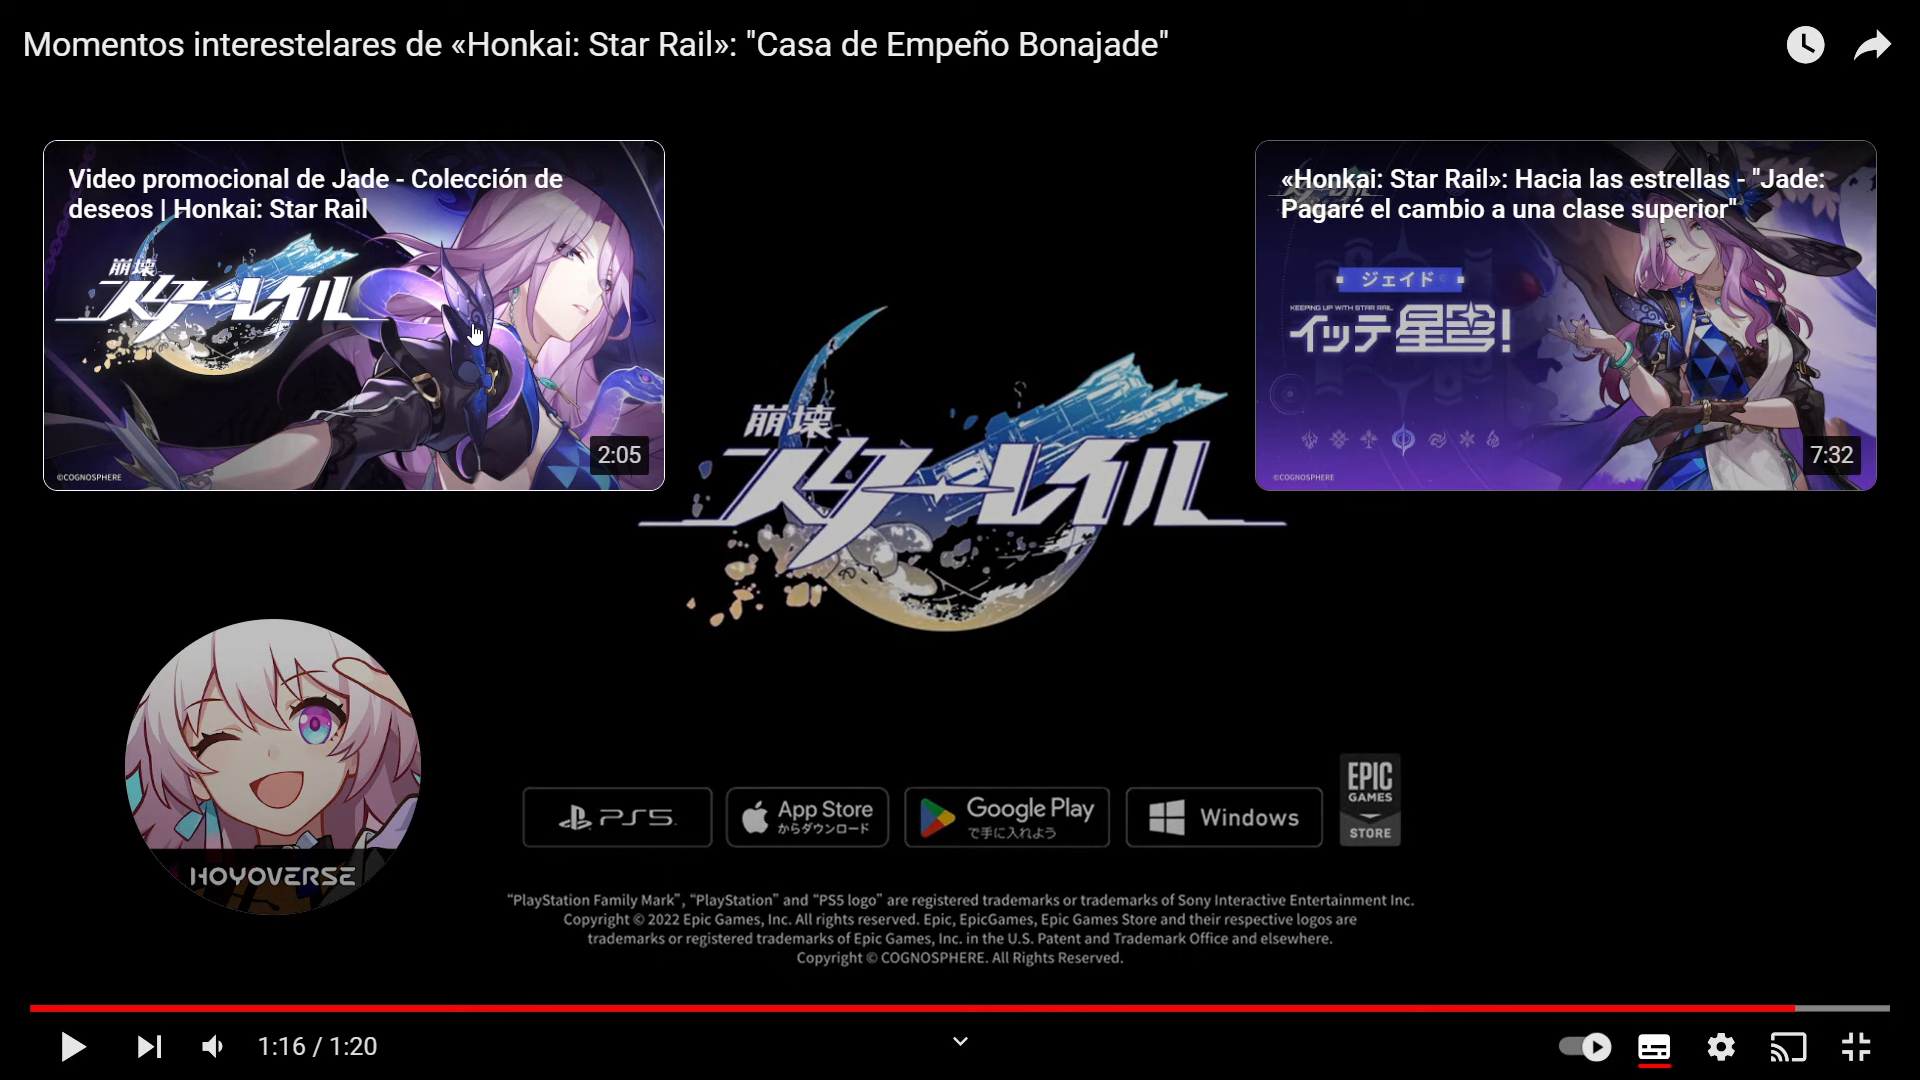 Momentos interestelares de «Honkai: Star Rail»: "Casa de Empeño Bonajade"
Video promocional de Jade - Colección de
deseos | Honkai: Star Rail
崩壊
スターレイル
©COGNOSPHERE
2:05
«Honkai: Star Rail»: Hacia las estrellas - "Jade:
Pagaré el cambio a una clase superior"
ジェイド
KEEPING UP WITH STAR RAIL
イッテ星穹!
©COGNOSPHERE
7:32
崩壊
スターレイル
HOYOVERSE
PS5
App Store
からダウンロード
Google Play
で手に入れよう
Windows
EPIC
GAMES
STORE
“PlayStation Family Mark”, “PlayStation” and “PS5 logo” are registered trademarks or trademarks of Sony Interactive Entertainment Inc.
Copyright © 2022 Epic Games, Inc. All rights reserved. Epic, EpicGames, Epic Games Store and their respective logos are
trademarks or registered trademarks of Epic Games, Inc. in the U.S. Patent and Trademark Office and elsewhere.
Copyright © COGNOSPHERE. All Rights Reserved.
1:16 / 1:20